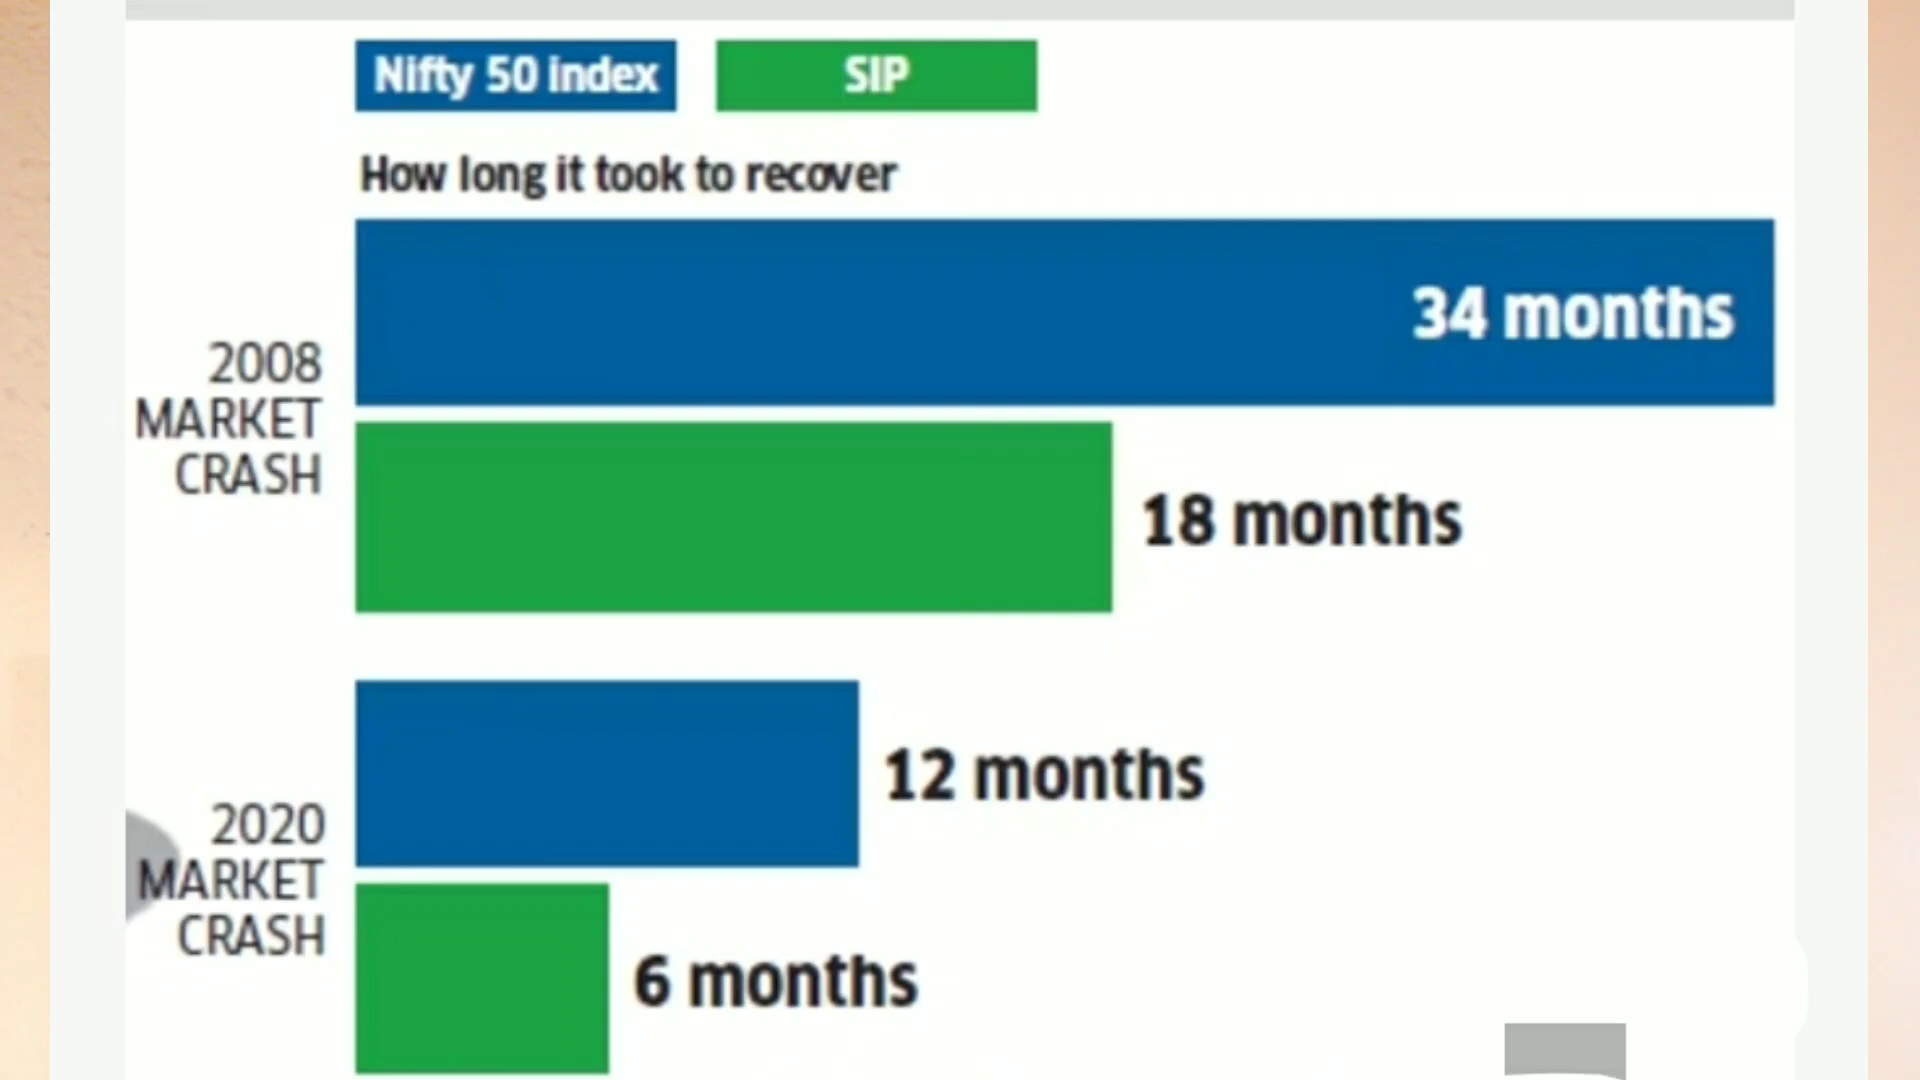 Nifty 50 index
SIP
How long it took to recover
2008
MARKET
CRASH
34 months
18 months
2020
MARKET
CRASH
12 months
6 months